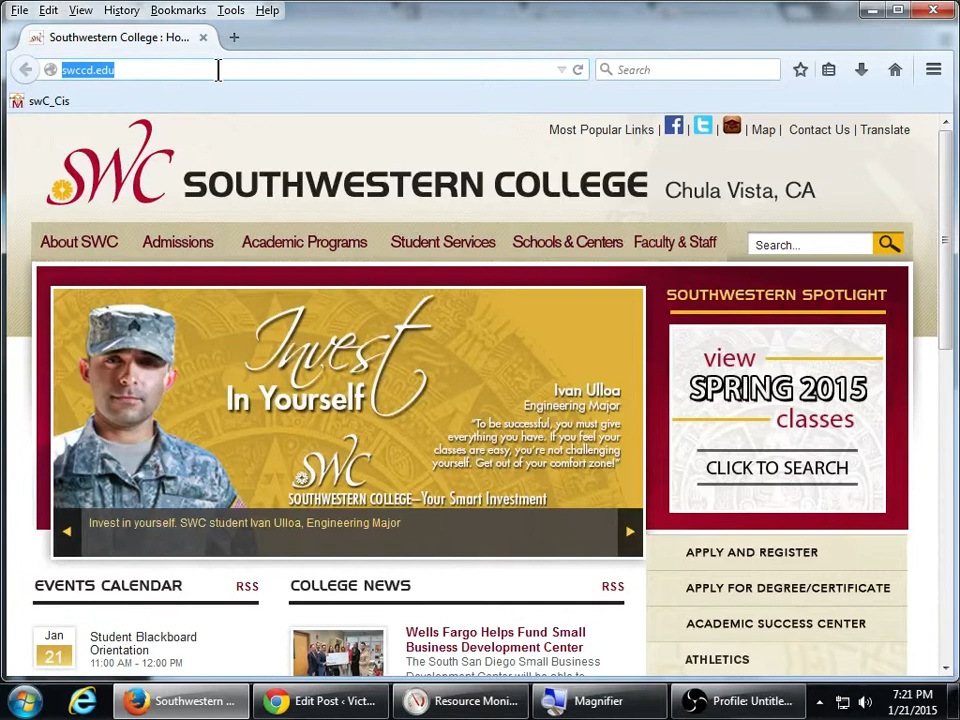 File Edit View History Bookmarks Tools Help
Southwestern College : Ho...
swccd.edu
Search
swC_Cis
Most Popular Links | | | | Map | Contact Us | Translate
SWC SOUTHWESTERN COLLEGE Chula Vista, CA
About SWC Admissions Academic Programs Student Services Schools & Centers Faculty & Staff
Search...
Invest
In Yourself
Ivan Ulloa
Engineering Major
"To be successful, you must give
everything you have. If you feel your
classes are easy, you're not challenging
yourself. Get out of your comfort zone!"
SWC
SOUTHWESTERN COLLEGE—Your Smart Investment
Invest in yourself. SWC student Ivan Ulloa, Engineering Major
SOUTHWESTERN SPOTLIGHT
view
SPRING 2015
classes
CLICK TO SEARCH
APPLY AND REGISTER
APPLY FOR DEGREE/CERTIFICATE
ACADEMIC SUCCESS CENTER
ATHLETICS
EVENTS CALENDAR RSS
Jan
21
Student Blackboard
Orientation
11:00 AM - 12:00 PM
COLLEGE NEWS RSS
Wells Fargo Helps Fund Small
Business Development Center
The South San Diego Small Business
Development Center will be able to
Southwestern ... Edit Post ‹ Vict... Resource Moni... Magnifier Profile: Untitle...
7:21 PM
1/21/2015